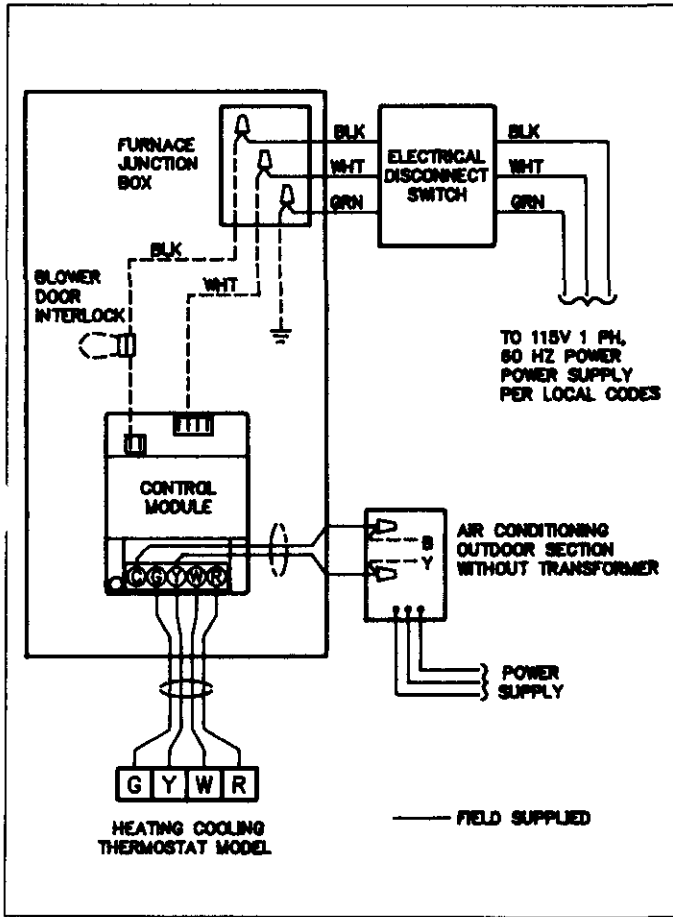 FURNACE
JUNCTION
BOX
BLK
WHT
GRN
ELECTRICAL
DISCONNECT
SWITCH
BLK
WHT
GRN
BLK
WHT
BLOWER
DOOR
INTERLOCK
TO 115V 1 PH,
60 HZ POWER
POWER SUPPLY
PER LOCAL CODES
CONTROL
MODULE
C G Y W R
B
Y
AIR CONDITIONING
OUTDOOR SECTION
WITHOUT TRANSFORMER
POWER
SUPPLY
G Y W R
HEATING COOLING
THERMOSTAT MODEL
FIELD SUPPLIED